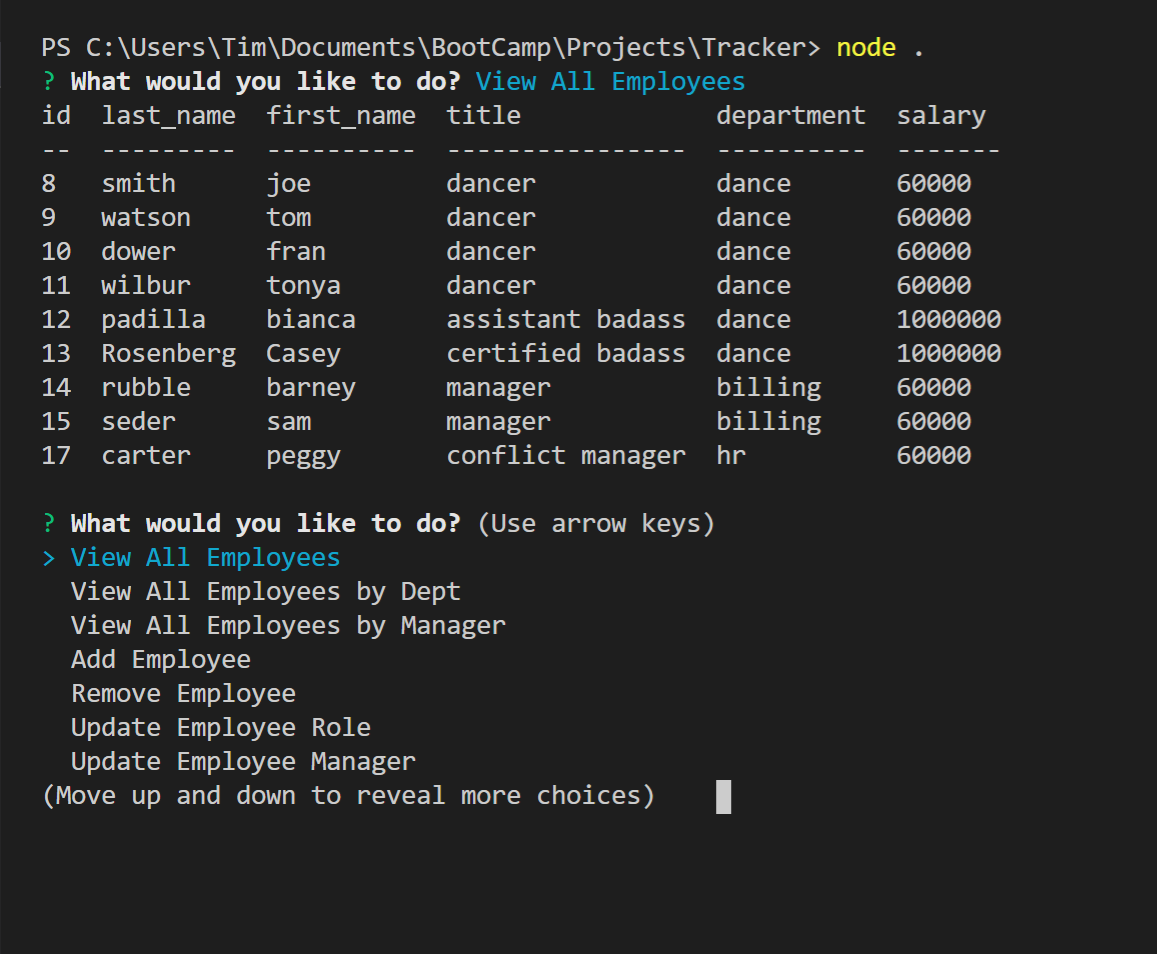 PS C:\Users\Tim\Documents\BootCamp\Projects\Tracker> node .
? What would you like to do? View All Employees
id  last_name  first_name  title             department  salary
--  ---------  ----------  ----------------  ----------  -------
8   smith      joe         dancer            dance       60000
9   watson     tom         dancer            dance       60000
10  dower      fran        dancer            dance       60000
11  wilbur     tonya       dancer            dance       60000
12  padilla    bianca      assistant badass  dance       1000000
13  Rosenberg  Casey       certified badass  dance       1000000
14  rubble     barney      manager           billing     60000
15  seder      sam         manager           billing     60000
17  carter     peggy       conflict manager  hr          60000
? What would you like to do? (Use arrow keys)
> View All Employees
  View All Employees by Dept
  View All Employees by Manager
  Add Employee
  Remove Employee
  Update Employee Role
  Update Employee Manager
(Move up and down to reveal more choices)